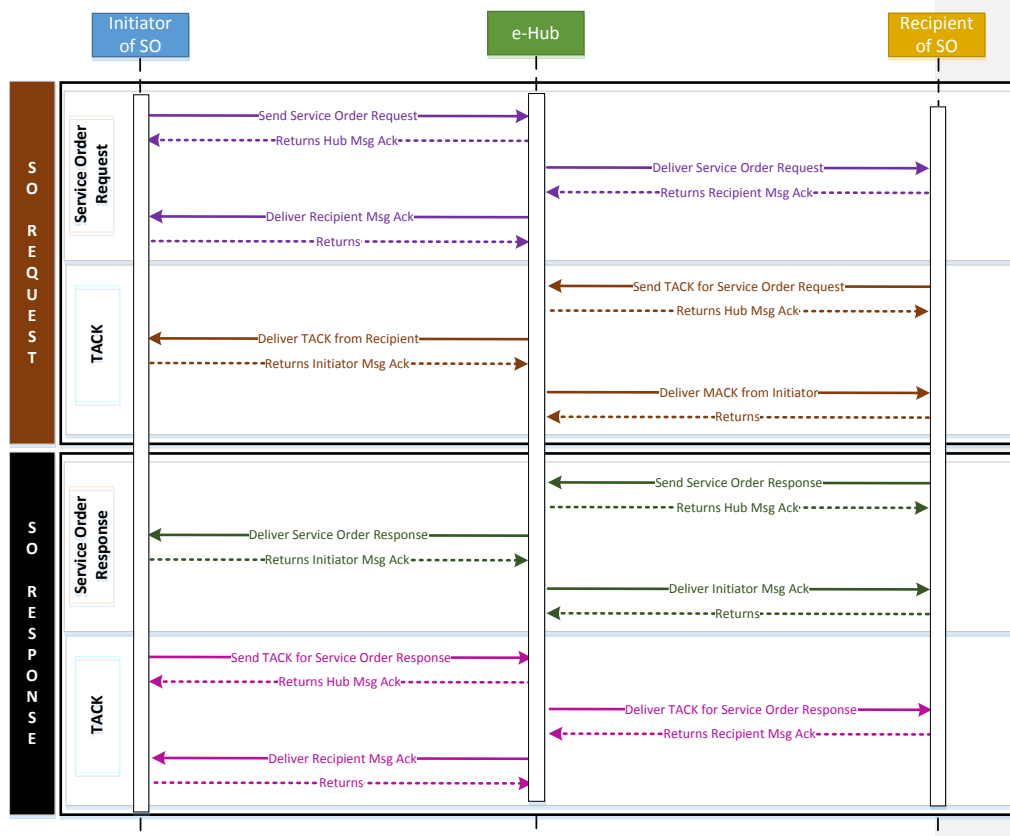 Initiator
of SO
e-Hub
Recipient
of SO
SO REQUEST
Service Order
Request
Send Service Order Request
Returns Hub Msg Ack
Deliver Service Order Request
Returns Recipient Msg Ack
Deliver Recipient Msg Ack
Returns
TACK
Send TACK for Service Order Request
Returns Hub Msg Ack
Deliver TACK from Recipient
Returns Initiator Msg Ack
Deliver MACK from Initiator
Returns
SO RESPONSE
Service Order
Response
Send Service Order Response
Returns Hub Msg Ack
Deliver Service Order Response
Returns Initiator Msg Ack
Deliver Initiator Msg Ack
Returns
TACK
Send TACK for Service Order Response
Returns Hub Msg Ack
Deliver TACK for Service Order Response
Returns Recipient Msg Ack
Deliver Recipient Msg Ack
Returns